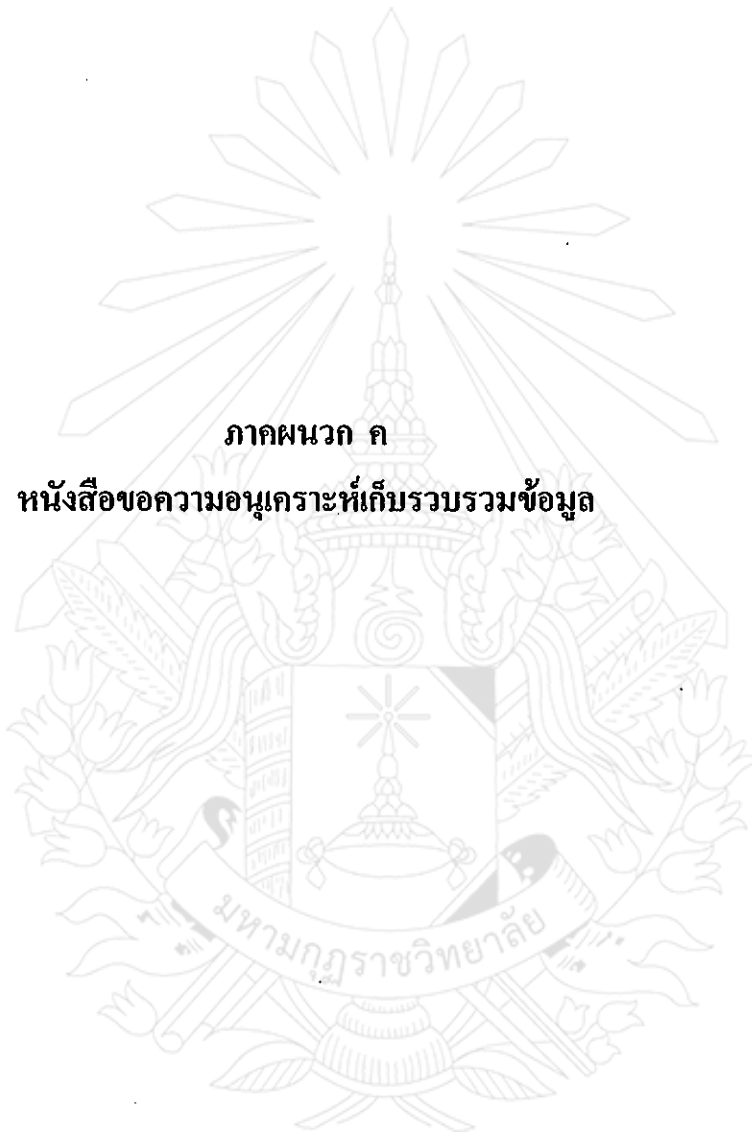 ภาคผนวก ค
หนังสือขอความอนุเคราะห์เก็บรวบรวมข้อมูล
มหามกุฏราชวิทยาลัย